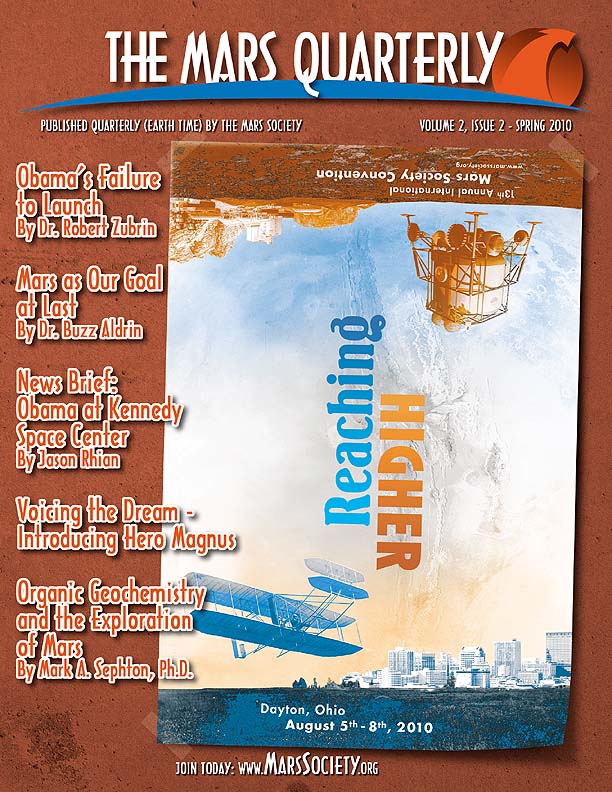 THE MARS QUARTERLY
PUBLISHED QUARTERLY (EARTH TIME) BY THE MARS SOCIETY
VOLUME 2, ISSUE 2 - SPRING 2010
Obama's Failure
to Launch
By Dr. Robert Zubrin
Mars as Our Goal
at Last
By Dr. Buzz Aldrin
News Brief:
Obama at Kennedy
Space Center
By Jason Rhian
Voicing the Dream -
Introducing Hero Magnus
Organic Geochemistry
and the Exploration
of Mars
By Mark A. Sephton, Ph.D.
13th Annual International
Mars Society Convention
www.marssociety.org
Reaching
HIGHER
Dayton, Ohio
August 5th - 8th, 2010
JOIN TODAY: WWW.MARSSOCIETY.ORG